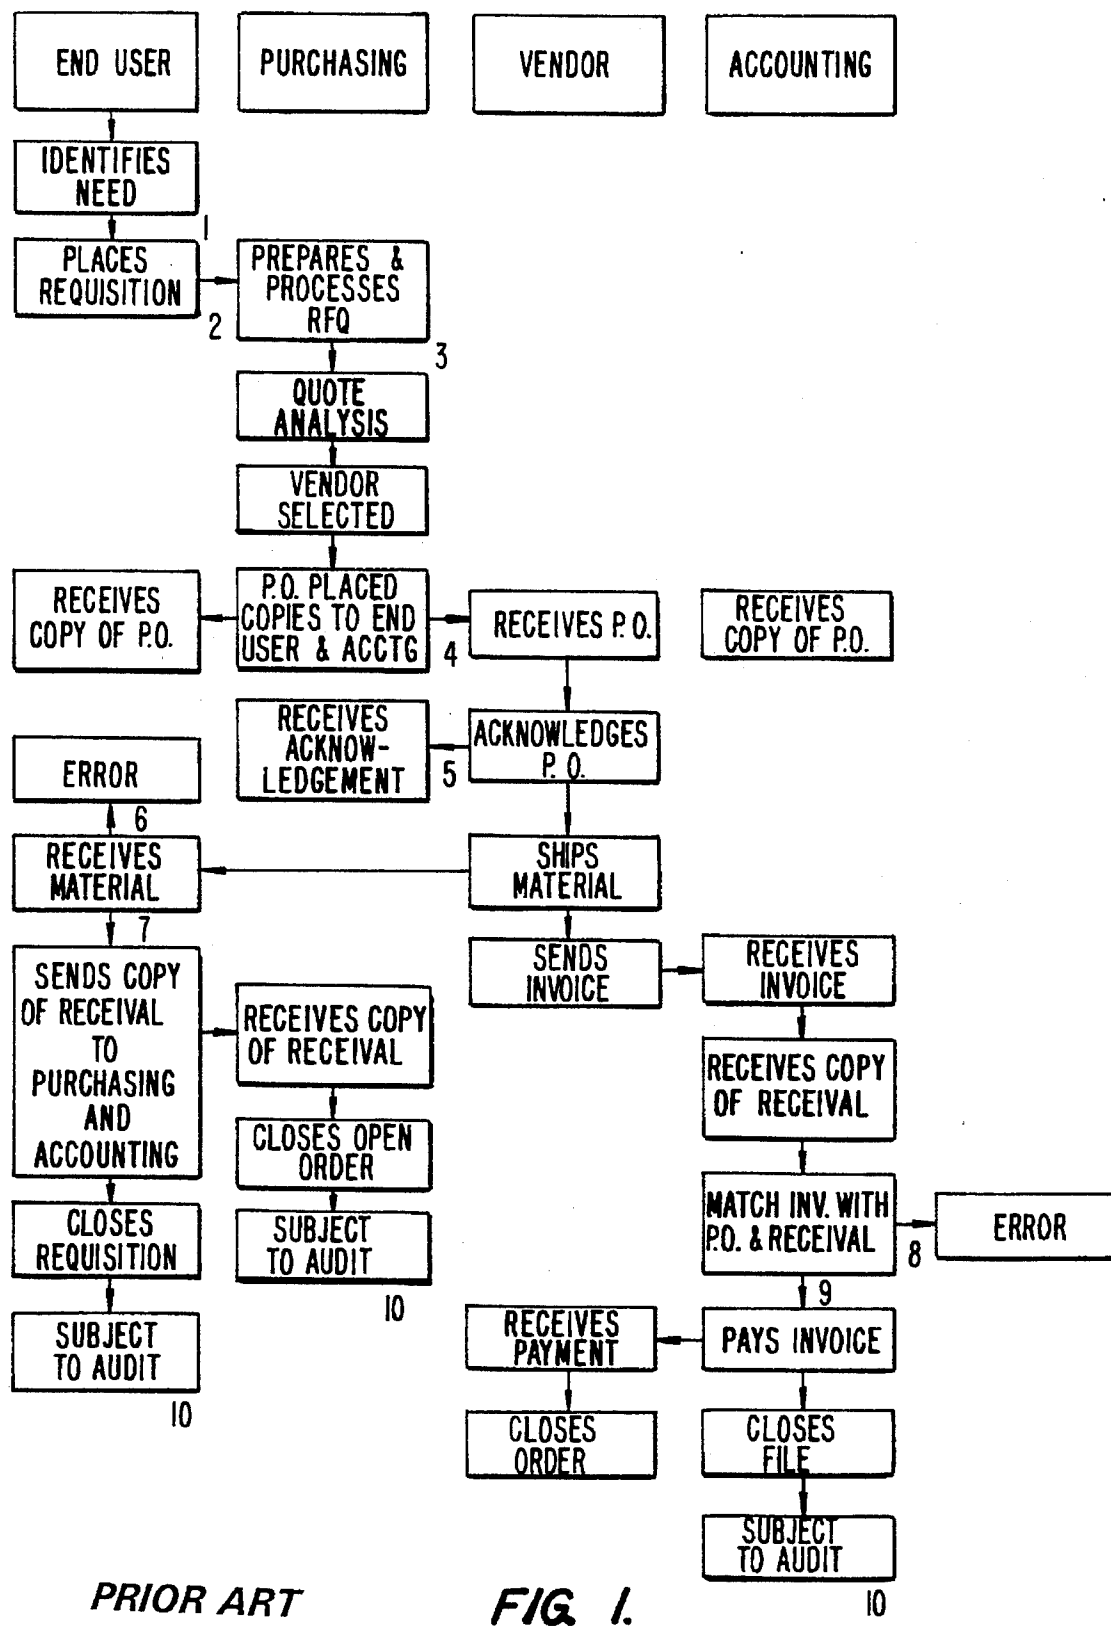 END USER
PURCHASING
VENDOR
ACCOUNTING
IDENTIFIES
NEED
1
PLACES
REQUISITION
2
PREPARES &
PROCESSES
RFQ
3
QUOTE
ANALYSIS
VENDOR
SELECTED
RECEIVES
COPY OF P.O.
P.O. PLACED
COPIES TO END
USER & ACCTG
4
RECEIVES P.O.
RECEIVES
COPY OF P.O.
RECEIVES
ACKNOW-
LEDGEMENT
5
ACKNOWLEDGES
P.O.
ERROR
6
RECEIVES
MATERIAL
7
SHIPS
MATERIAL
SENDS
INVOICE
RECEIVES
INVOICE
SENDS COPY
OF RECEIVAL
TO
PURCHASING
AND
ACCOUNTING
RECEIVES COPY
OF RECEIVAL
RECEIVES COPY
OF RECEIVAL
CLOSES OPEN
ORDER
MATCH INV. WITH
P.O. & RECEIVAL
8
ERROR
CLOSES
REQUISITION
SUBJECT
TO AUDIT
10
9
SUBJECT
TO AUDIT
10
RECEIVES
PAYMENT
PAYS INVOICE
CLOSES
ORDER
CLOSES
FILE
SUBJECT
TO AUDIT
10
PRIOR ART
FIG. 1.